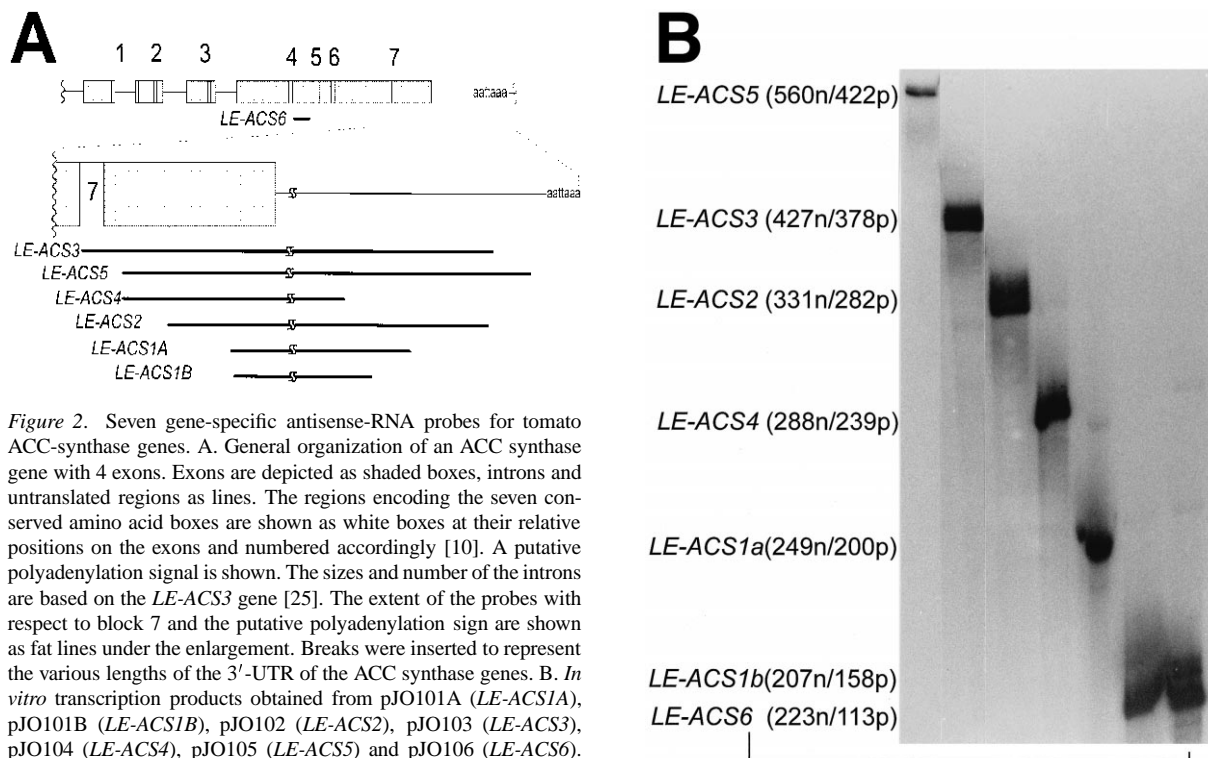 A
1 2 3 4 5 6 7
aattaaa
LE-ACS6
7
aattaaa
LE-ACS3
LE-ACS5
LE-ACS4
LE-ACS2
LE-ACS1A
LE-ACS1B
Figure 2. Seven gene-specific antisense-RNA probes for tomato
ACC-synthase genes. A. General organization of an ACC synthase
gene with 4 exons. Exons are depicted as shaded boxes, introns and
untranslated regions as lines. The regions encoding the seven con-
served amino acid boxes are shown as white boxes at their relative
positions on the exons and numbered accordingly [10]. A putative
polyadenylation signal is shown. The sizes and number of the introns
are based on the LE-ACS3 gene [25]. The extent of the probes with
respect to block 7 and the putative polyadenylation sign are shown
as fat lines under the enlargement. Breaks were inserted to represent
the various lengths of the 3′-UTR of the ACC synthase genes. B. In
vitro transcription products obtained from pJO101A (LE-ACS1A),
pJO101B (LE-ACS1B), pJO102 (LE-ACS2), pJO103 (LE-ACS3),
pJO104 (LE-ACS4), pJO105 (LE-ACS5) and pJO106 (LE-ACS6).
B
LE-ACS5 (560n/422p)
LE-ACS3 (427n/378p)
LE-ACS2 (331n/282p)
LE-ACS4 (288n/239p)
LE-ACS1a(249n/200p)
LE-ACS1b(207n/158p)
LE-ACS6 (223n/113p)